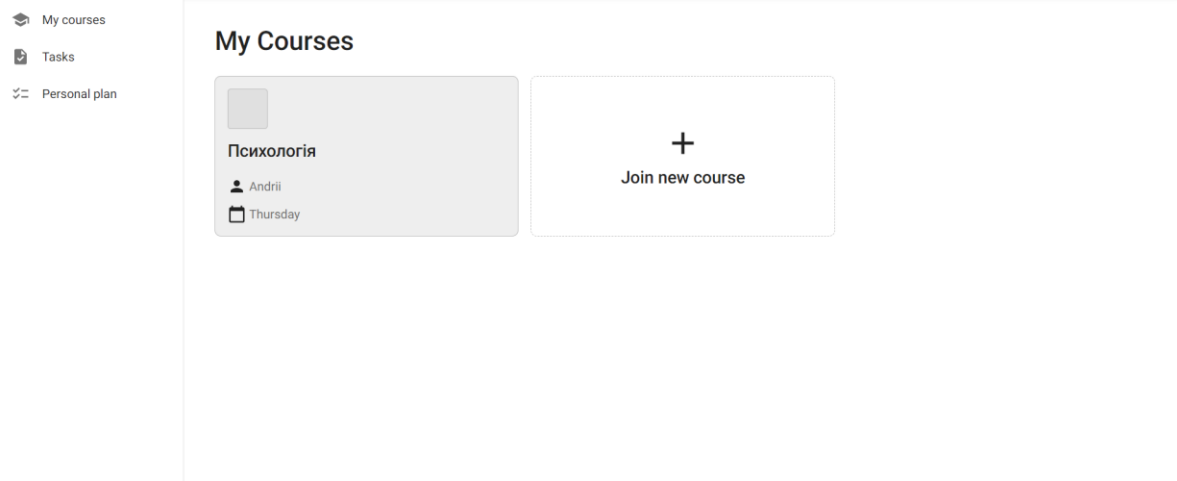 My courses
Tasks
Personal plan
My Courses
Психологія
Andrii
Thursday
Join new course